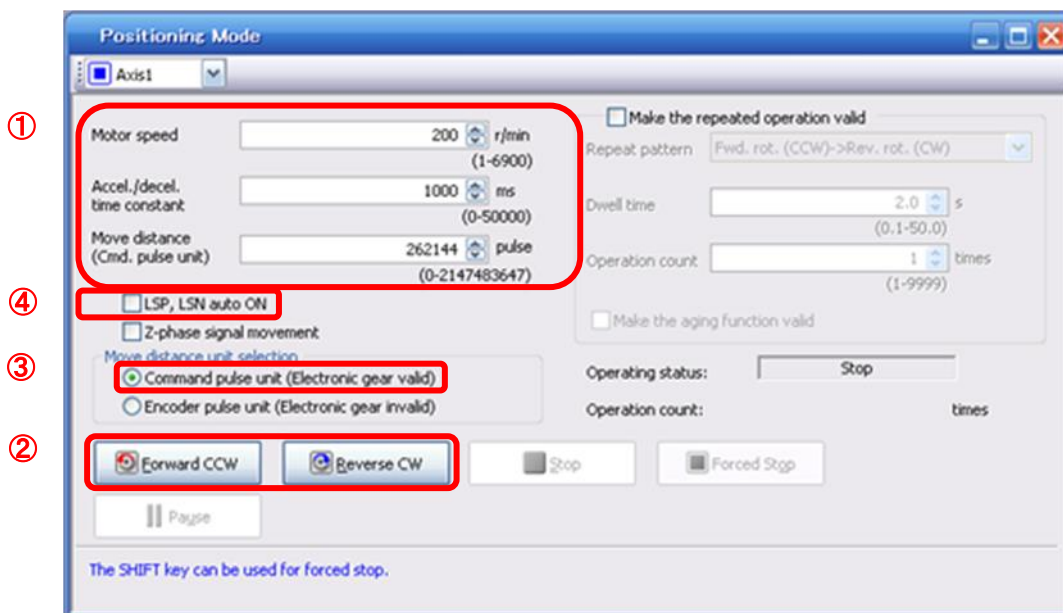 Positioning Mode
Axis1
①
Motor speed
200
r/min
(1-6900)
Accel./decel.
time constant
1000
ms
(0-50000)
Move distance
(Cmd. pulse unit)
262144
pulse
(0-2147483647)
④
LSP, LSN auto ON
Z-phase signal movement
③
Move distance unit selection
Command pulse unit (Electronic gear valid)
Encoder pulse unit (Electronic gear invalid)
Make the repeated operation valid
Repeat pattern
Fwd. rot. (CCW)->Rev. rot. (CW)
Dwell time
2.0
s
(0.1-50.0)
Operation count
1
times
(1-9999)
Make the aging function valid
Operating status:
Stop
Operation count:
times
②
Forward CCW
Reverse CW
Stop
Forced Stop
Pause
The SHIFT key can be used for forced stop.